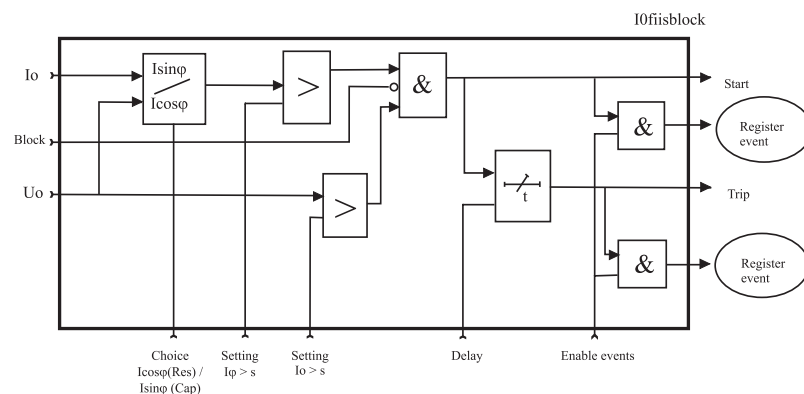 I0fiisblock
Io
Isinφ
Icosφ
>
&
Start
Block
&
Register
event
Uo
>
t
Trip
&
Register
event
Choice
Icosφ(Res) /
Isinφ (Cap)
Setting
Iφ > s
Setting
Io > s
Delay
Enable events